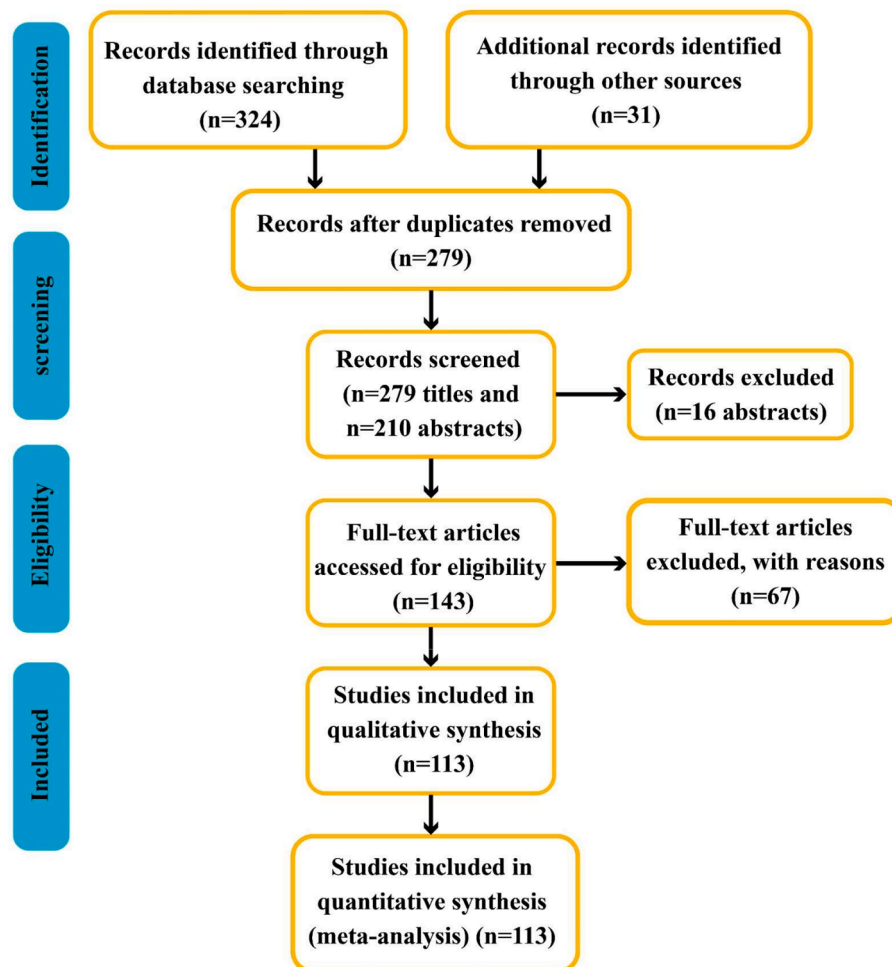 Identification
Records identified through
database searching
(n=324)
Additional records identified
through other sources
(n=31)
Records after duplicates removed
(n=279)
screening
Records screened
(n=279 titles and
n=210 abstracts)
Records excluded
(n=16 abstracts)
Eligibility
Full-text articles
accessed for eligibility
(n=143)
Full-text articles
excluded, with reasons
(n=67)
Included
Studies included in
qualitative synthesis
(n=113)
Studies included in
quantitative synthesis
(meta-analysis) (n=113)